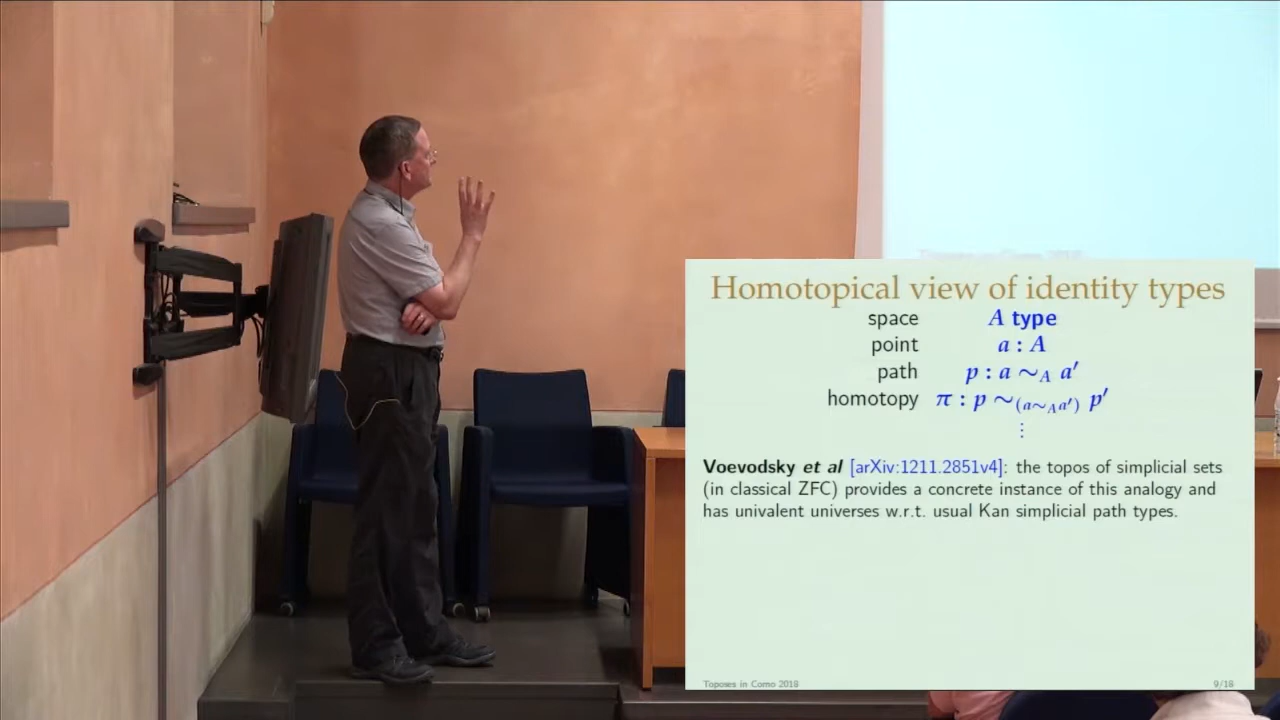 Homotopical view of identity types
space A type
point a : A
path p : a ∼A a′
homotopy π : p ∼(a∼Aa′) p′
⋮
Voevodsky et al [arXiv:1211.2851v4]: the topos of simplicial sets
(in classical ZFC) provides a concrete instance of this analogy and
has univalent universes w.r.t. usual Kan simplicial path types.
Toposes in Como 2018 9/18